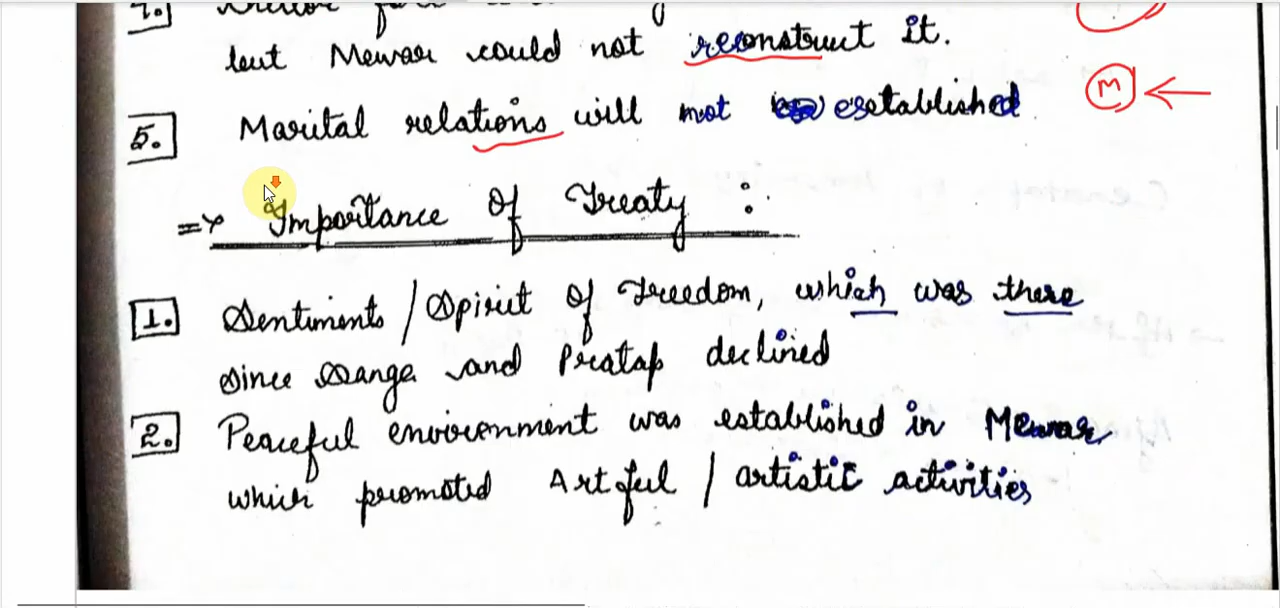 4.
but Mewar could not reconstruct it.
5. Marital relations will not established
M ←
=> Importance of Treaty :
1. Sentiments / Spirit of Freedom, which was there
since Sanga and Pratap declined
2. Peaceful environment was established in Mewar
which promoted Artful / artistic activities